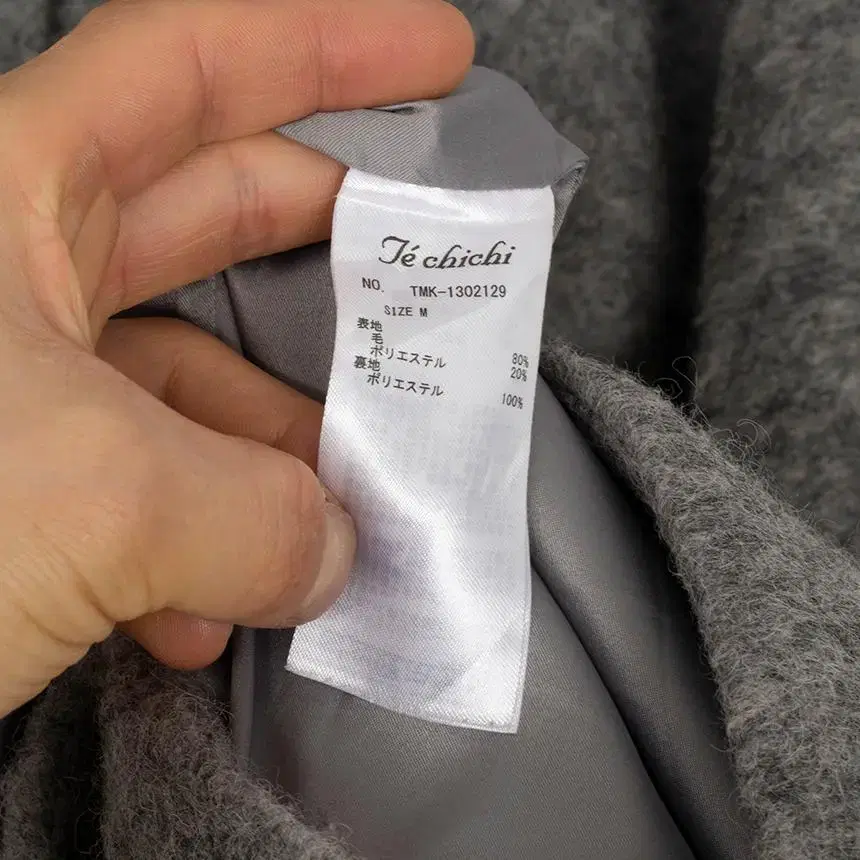 Té chichi
NO. TMK-1302129
SIZE M
表地
毛 80%
ポリエステル 20%
裏地
ポリエステル 100%